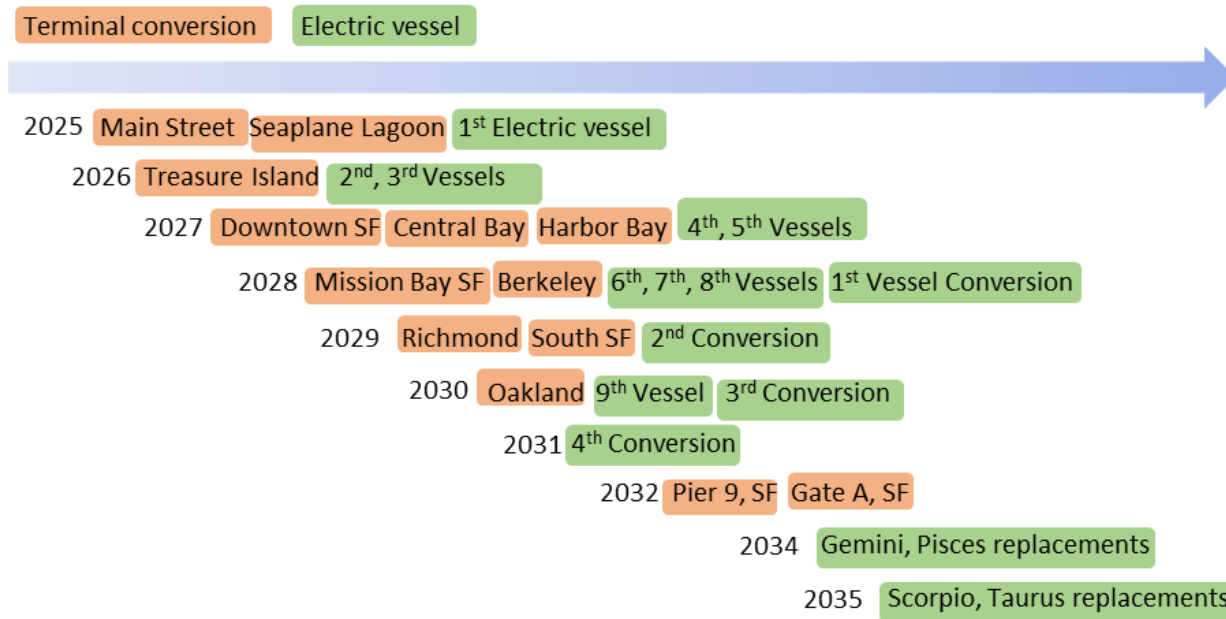 Terminal conversion Electric vessel
2025 Main Street Seaplane Lagoon 1st Electric vessel
2026 Treasure Island 2nd, 3rd Vessels
2027 Downtown SF Central Bay Harbor Bay 4th, 5th Vessels
2028 Mission Bay SF Berkeley 6th, 7th, 8th Vessels 1st Vessel Conversion
2029 Richmond South SF 2nd Conversion
2030 Oakland 9th Vessel 3rd Conversion
2031 4th Conversion
2032 Pier 9, SF Gate A, SF
2034 Gemini, Pisces replacements
2035 Scorpio, Taurus replacements